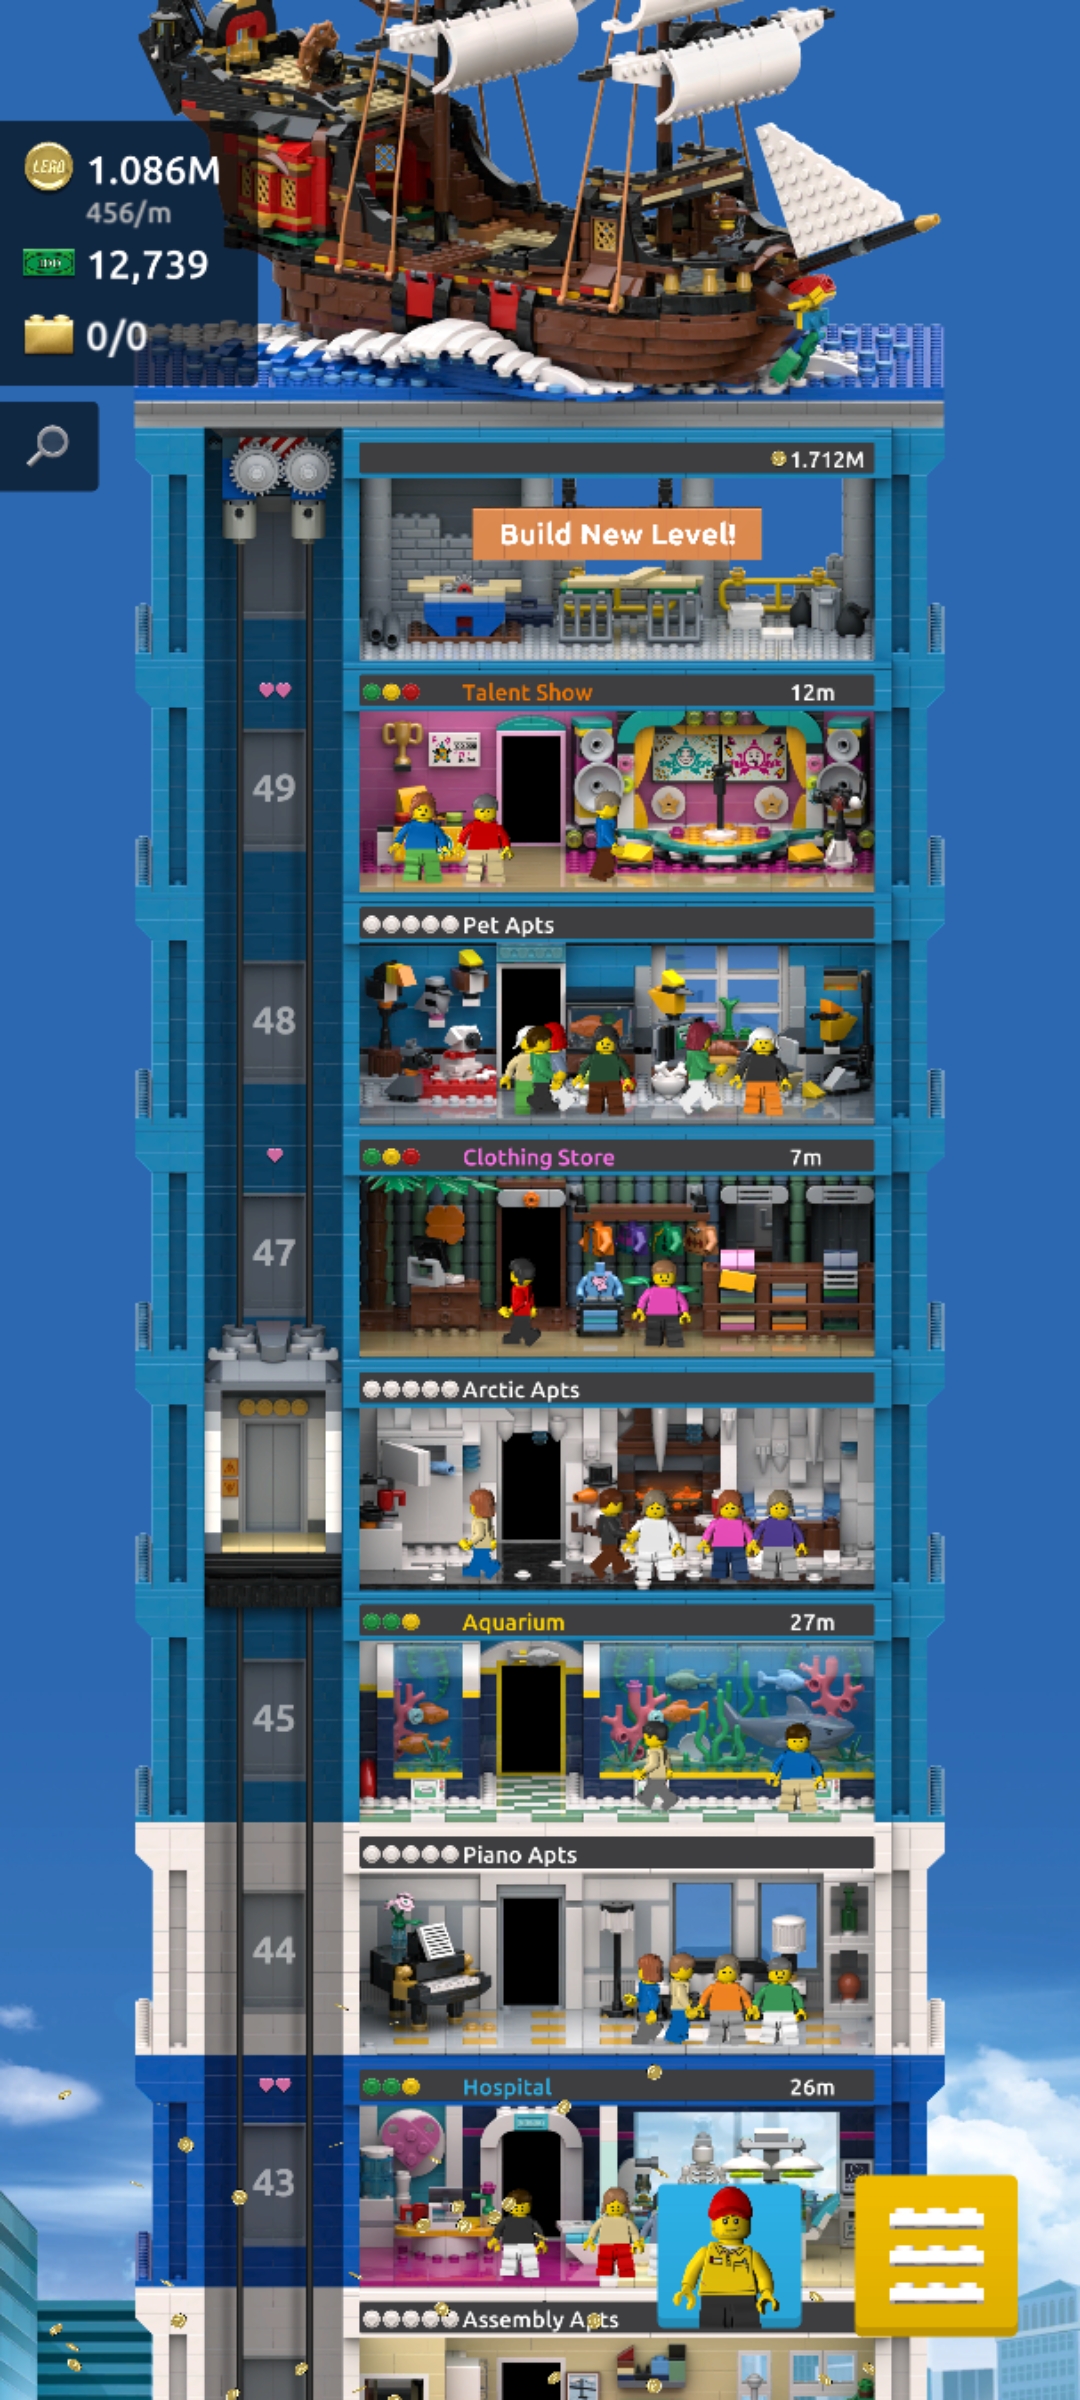 LEGO
1.086M
456/m
12,739
0/0
1.712M
Build New Level!
Talent Show 12m
49
Pet Apts
48
Clothing Store 7m
47
Arctic Apts
Aquarium 27m
45
Piano Apts
44
Hospital 26m
43
Assembly Apts